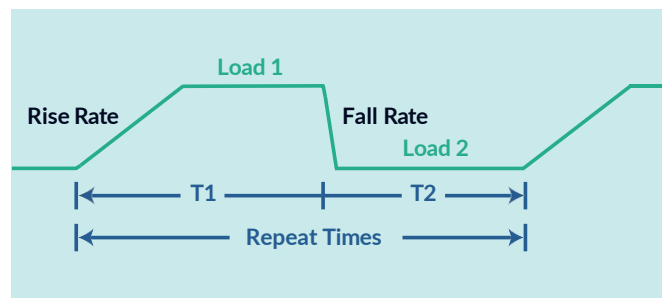 Load 1
Rise Rate
Fall Rate
Load 2
T1
T2
Repeat Times